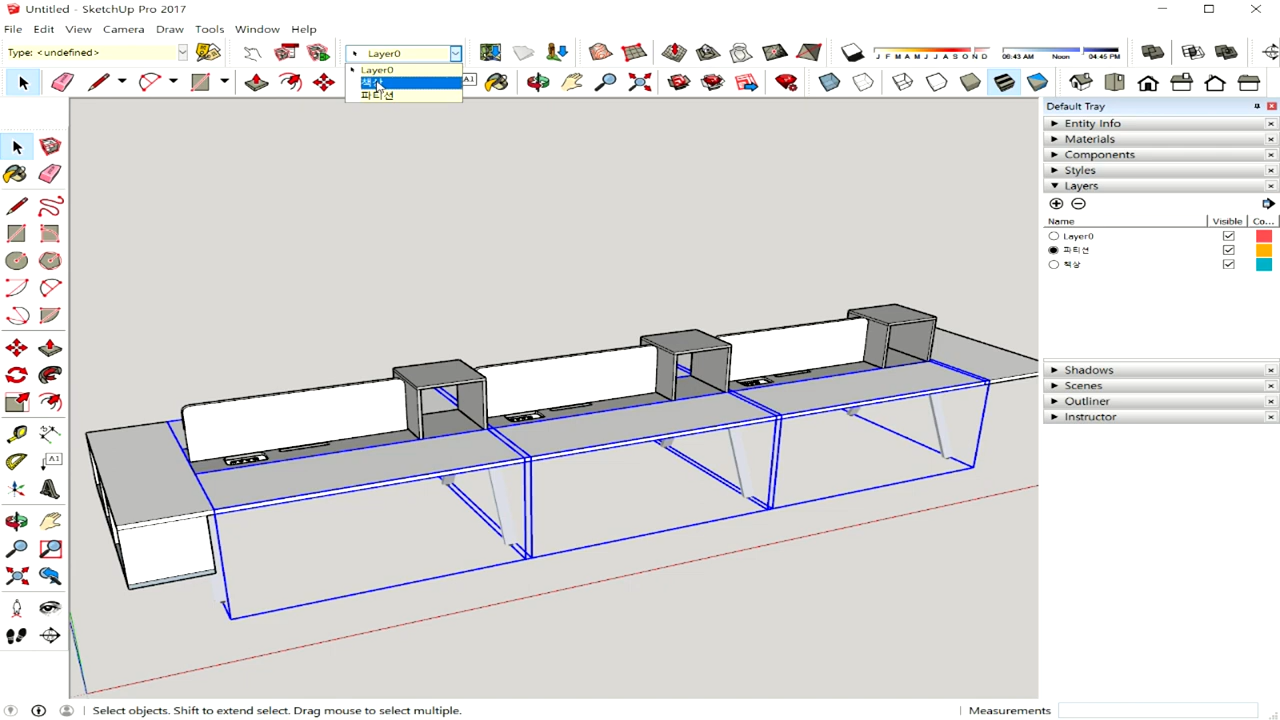 Untitled - SketchUp Pro 2017
File Edit View Camera Draw Tools Window Help
Type: <undefined>
Layer0
J F M A M J J A S O N D
06:43 AM Noon 04:45 PM
Layer0
파티션
A1
Default Tray
Entity Info
Materials
Components
Styles
Layers
Name Visible Co...
Layer0
파티션
책상
Shadows
Scenes
Outliner
Instructor
A1
Select objects. Shift to extend select. Drag mouse to select multiple.
Measurements